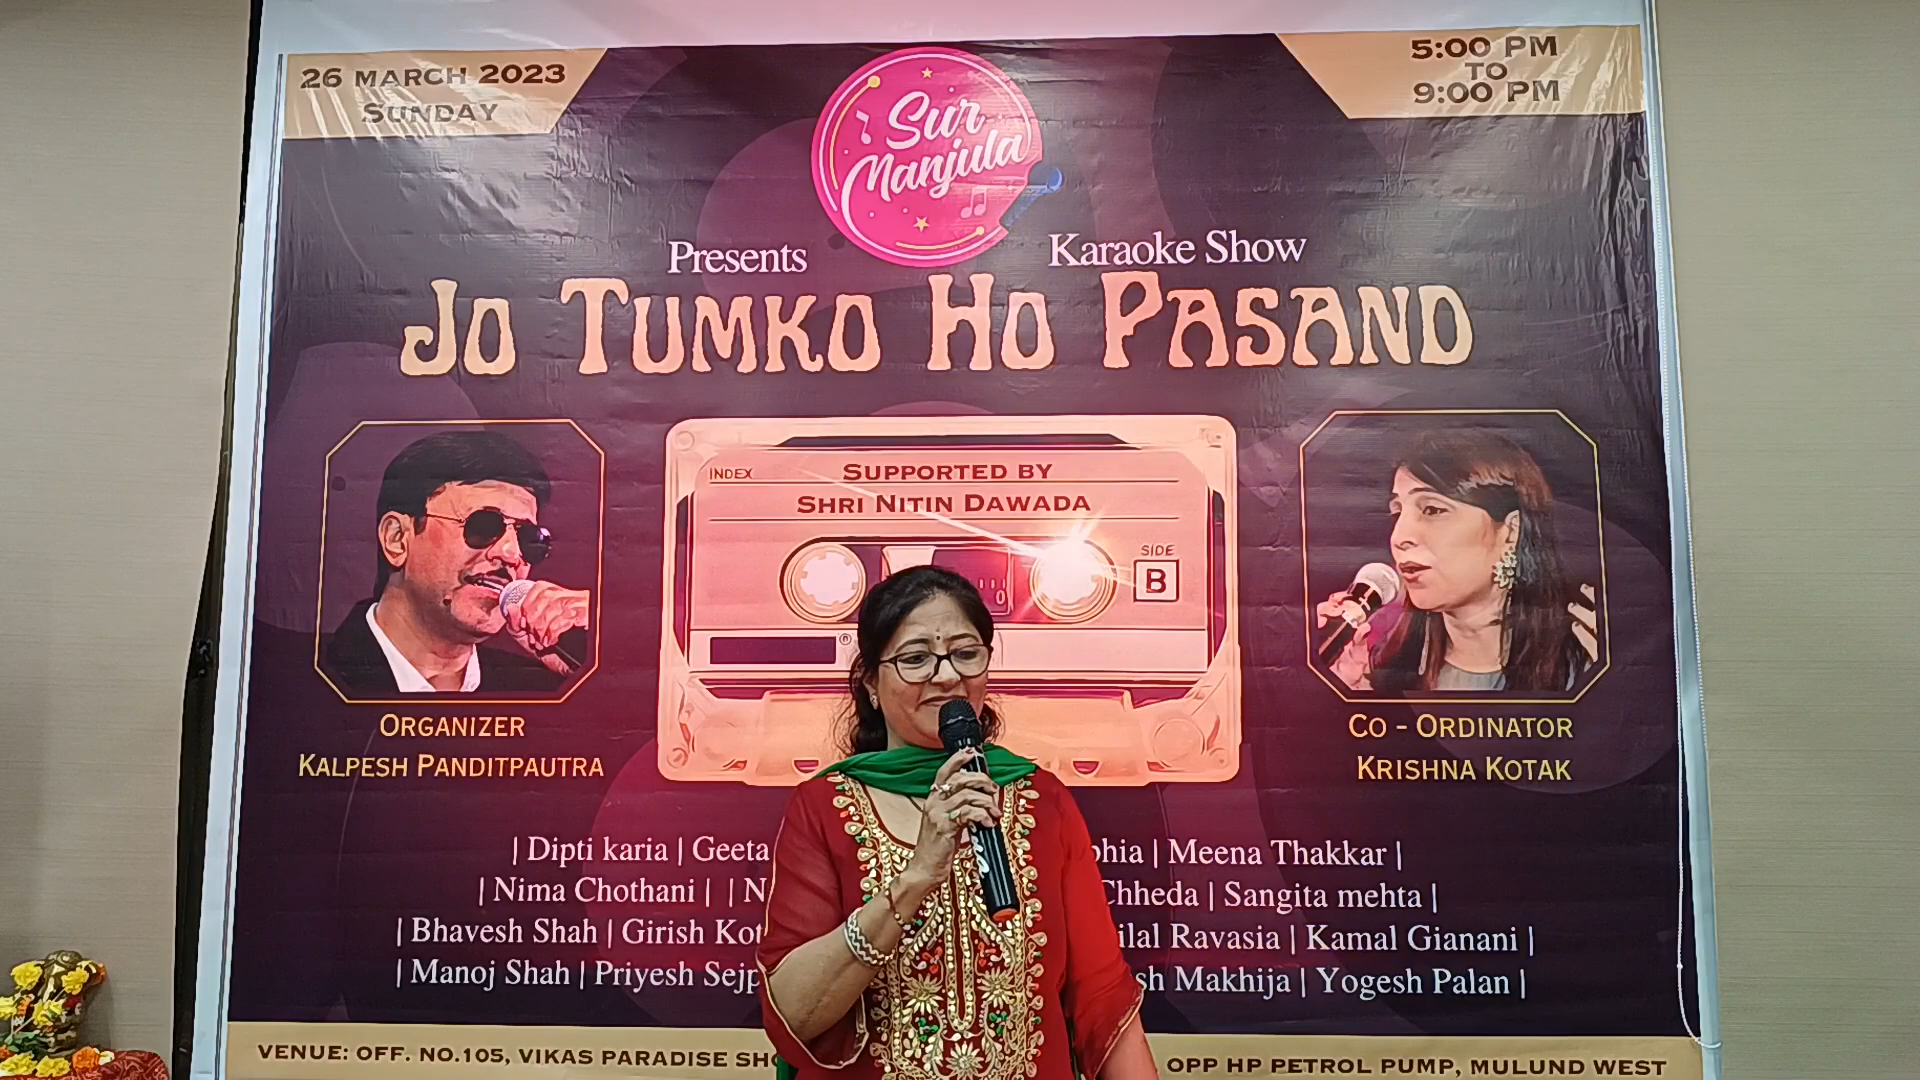 26 MARCH 2023
SUNDAY
5:00 PM
TO
9:00 PM
Sur
Manjula
Presents
Karaoke Show
JO TUMKO HO PASAND
INDEX
SUPPORTED BY
SHRI NITIN DAWADA
SIDE
B
®
ORGANIZER
KALPESH PANDITPAUTRA
CO - ORDINATOR
KRISHNA KOTAK
| Dipti karia | Geeta | Meena Thakkar |
| Nima Chothani | | Chheda | Sangita mehta |
| Bhavesh Shah | Girish Ravasia | Kamal Gianani |
| Manoj Shah | Priyesh Makhija | Yogesh Palan |
VENUE: OFF. NO.105, VIKAS PARADISE OPP HP PETROL PUMP, MULUND WEST